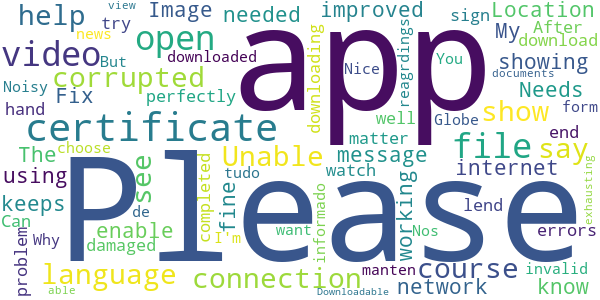 help Image needed improved Location
My sign
try
open After
news view
video downloaded app Nice You showing
But download
corrupted downloading reagrdings documents
Noisy Fix perfectly Needs
hand Globe show form
certificate well end
matter file say
The see Unable message
choose Please internet exhausting
using tudo watch
keeps completed fine working lend errors
Can enable de want informado Nos
problem Why damaged I'm course invalid
language connection manten network know
able Downloadable